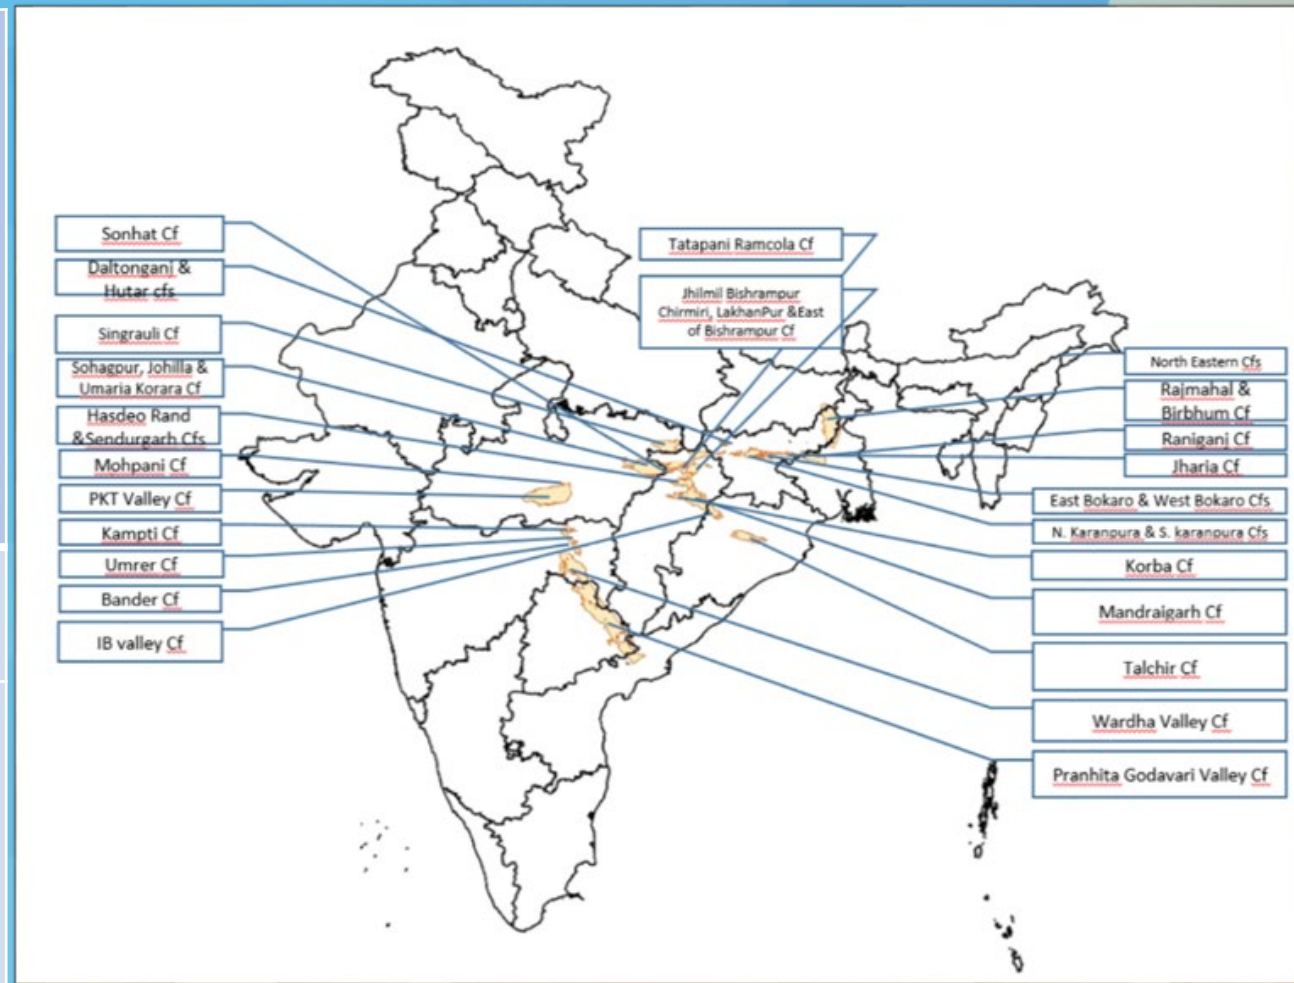 Sonhat Cf
Daltonganj &
Hutar cfs
Singrauli Cf
Sohagpur, Johilla &
Umaria Korara Cf
Hasdeo Rand
&Sendurgarh Cfs
Mohpani Cf
PKT Valley Cf
Kampti Cf
Umrer Cf
Bander Cf
IB valley Cf
Tatapani Ramcola Cf
Jhilmil Bishrampur
Chirmiri, LakhanPur &East
of Bishrampur Cf
North Eastern Cfs
Rajmahal &
Birbhum Cf
Raniganj Cf
Jharia Cf
East Bokaro & West Bokaro Cfs
N. Karanpura & S. karanpura Cfs
Korba Cf
Mandraigarh Cf
Talchir Cf
Wardha Valley Cf
Pranhita Godavari Valley Cf